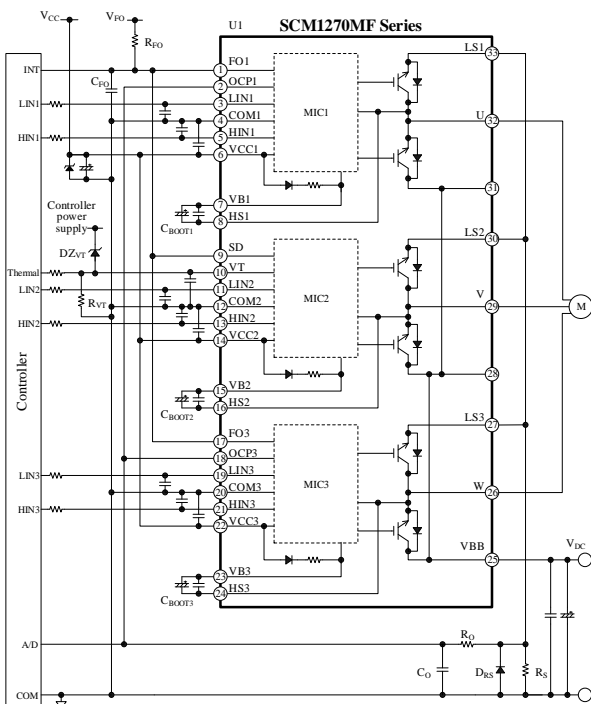 SCM1270MF Series
U1
VCC
VFO
RFO
INT
CFO
LIN1
HIN1
1 FO1
2 OCP1
3 LIN1
4 COM1
5 HIN1
6 VCC1
7 VB1
8 HS1
CBOOT1
MIC1
LS1
33
U
32
31
Controller
power
supply
DZVT
Thermal
RVT
LIN2
HIN2
9 SD
10 VT
11 LIN2
12 COM2
13 HIN2
14 VCC2
15 VB2
16 HS2
CBOOT2
MIC2
LS2
30
V
29
M
28
Controller
LIN3
HIN3
17 FO3
18 OCP3
19 LIN3
20 COM3
21 HIN3
22 VCC3
23 VB3
24 HS3
CBOOT3
MIC3
LS3
27
W
26
VBB
25
VDC
A/D
RO
CO
DRS
RS
COM